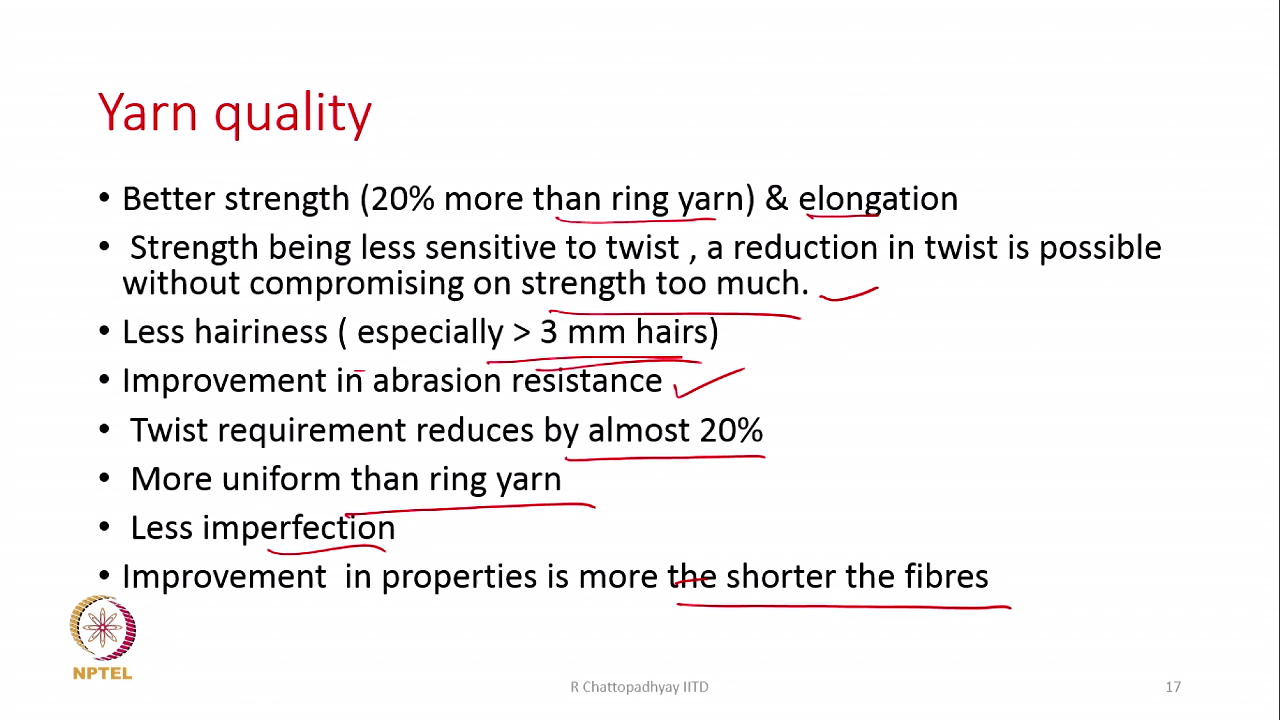 Yarn quality
• Better strength (20% more than ring yarn) & elongation
• Strength being less sensitive to twist , a reduction in twist is possible
without compromising on strength too much.
• Less hairiness ( especially > 3 mm hairs)
• Improvement in abrasion resistance
• Twist requirement reduces by almost 20%
• More uniform than ring yarn
• Less imperfection
• Improvement in properties is more the shorter the fibres
NPTEL
R Chattopadhyay IITD
17